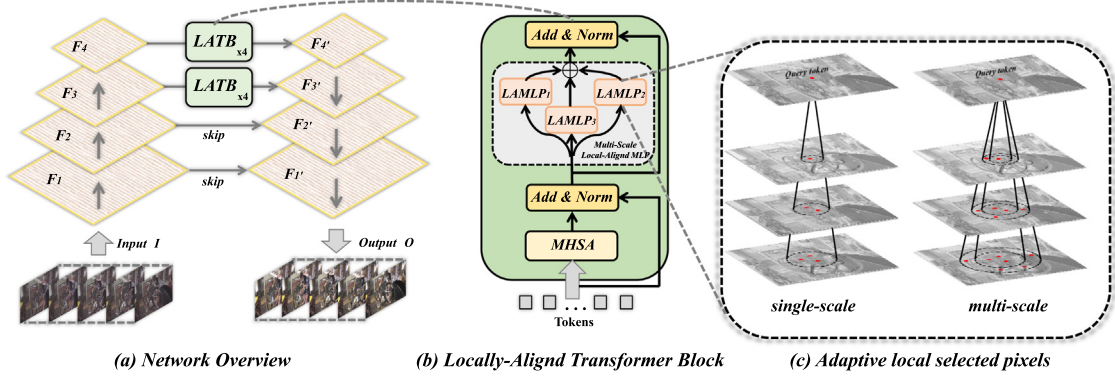 F4
LATB x4
F4'
F3
LATB x4
F3'
F2
skip
F2'
F1
skip
F1'
Input I
Output O
(a) Network Overview
Add & Norm
LAMLP1
LAMLP2
LAMLP3
Multi-Scale
Local-Alignd MLP
Add & Norm
MHSA
...
Tokens
(b) Locally-Alignd Transformer Block
Query token
Query token
single-scale
multi-scale
(c) Adaptive local selected pixels